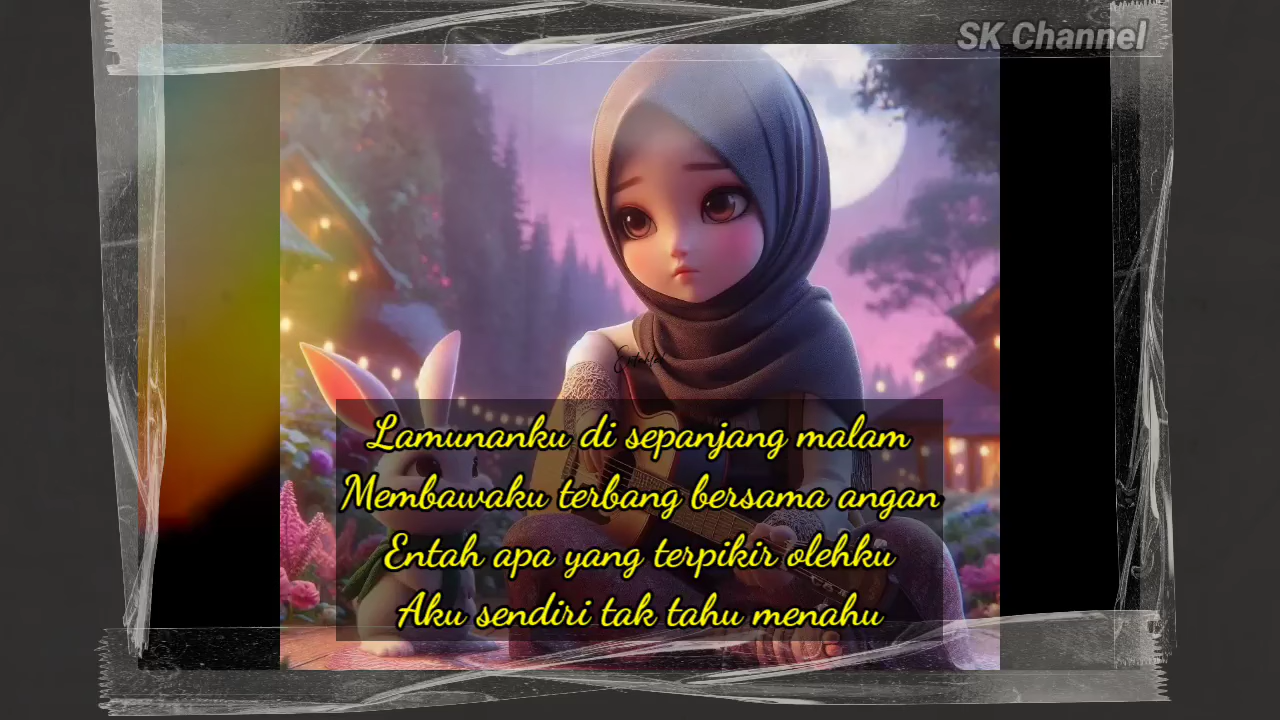 SK Channel
Lamunanku di sepanjang malam
Membawaku terbang bersama angan
Entah apa yang terpikir olehku
Aku sendiri tak tahu menahu